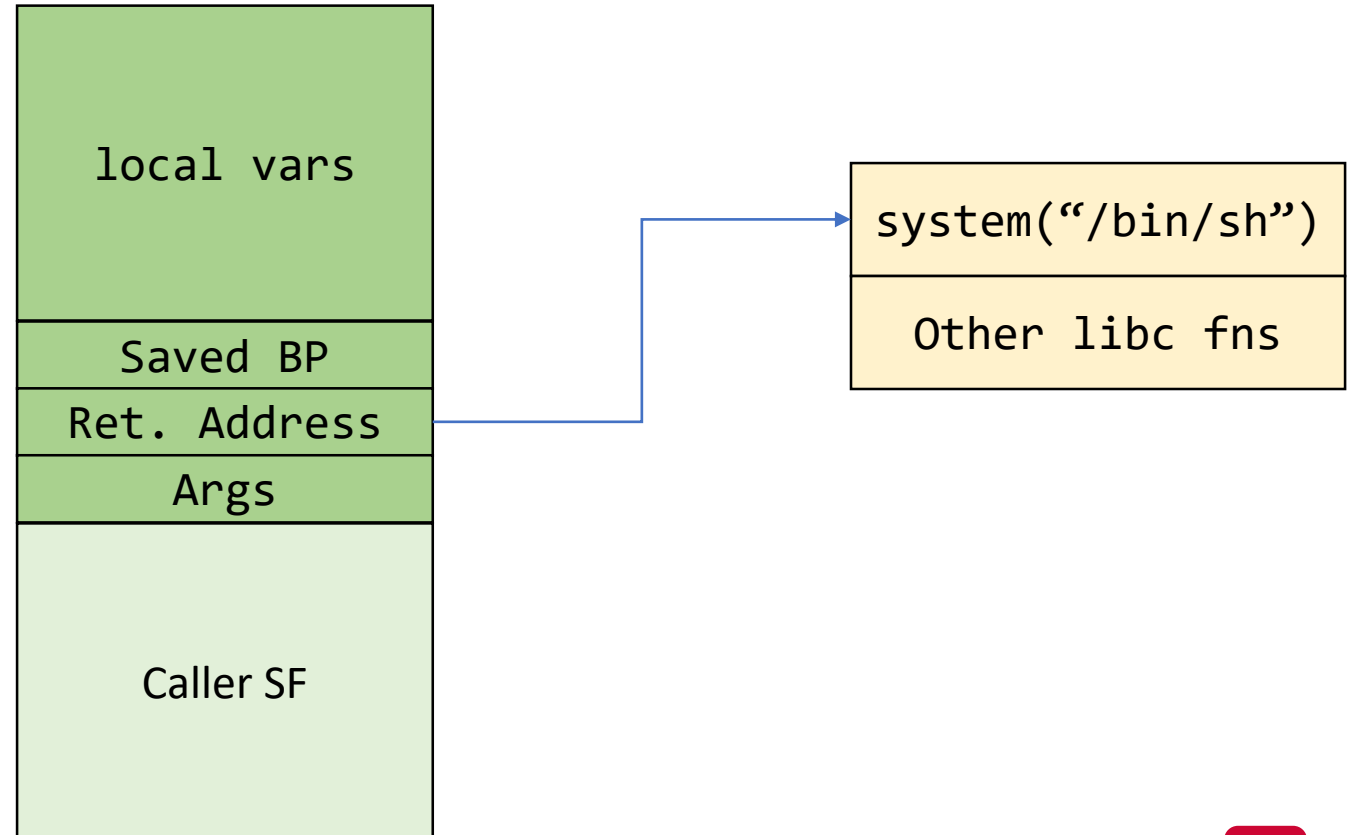 local vars
Saved BP
Ret. Address
Args
Caller SF
system(“/bin/sh”)
Other libc fns